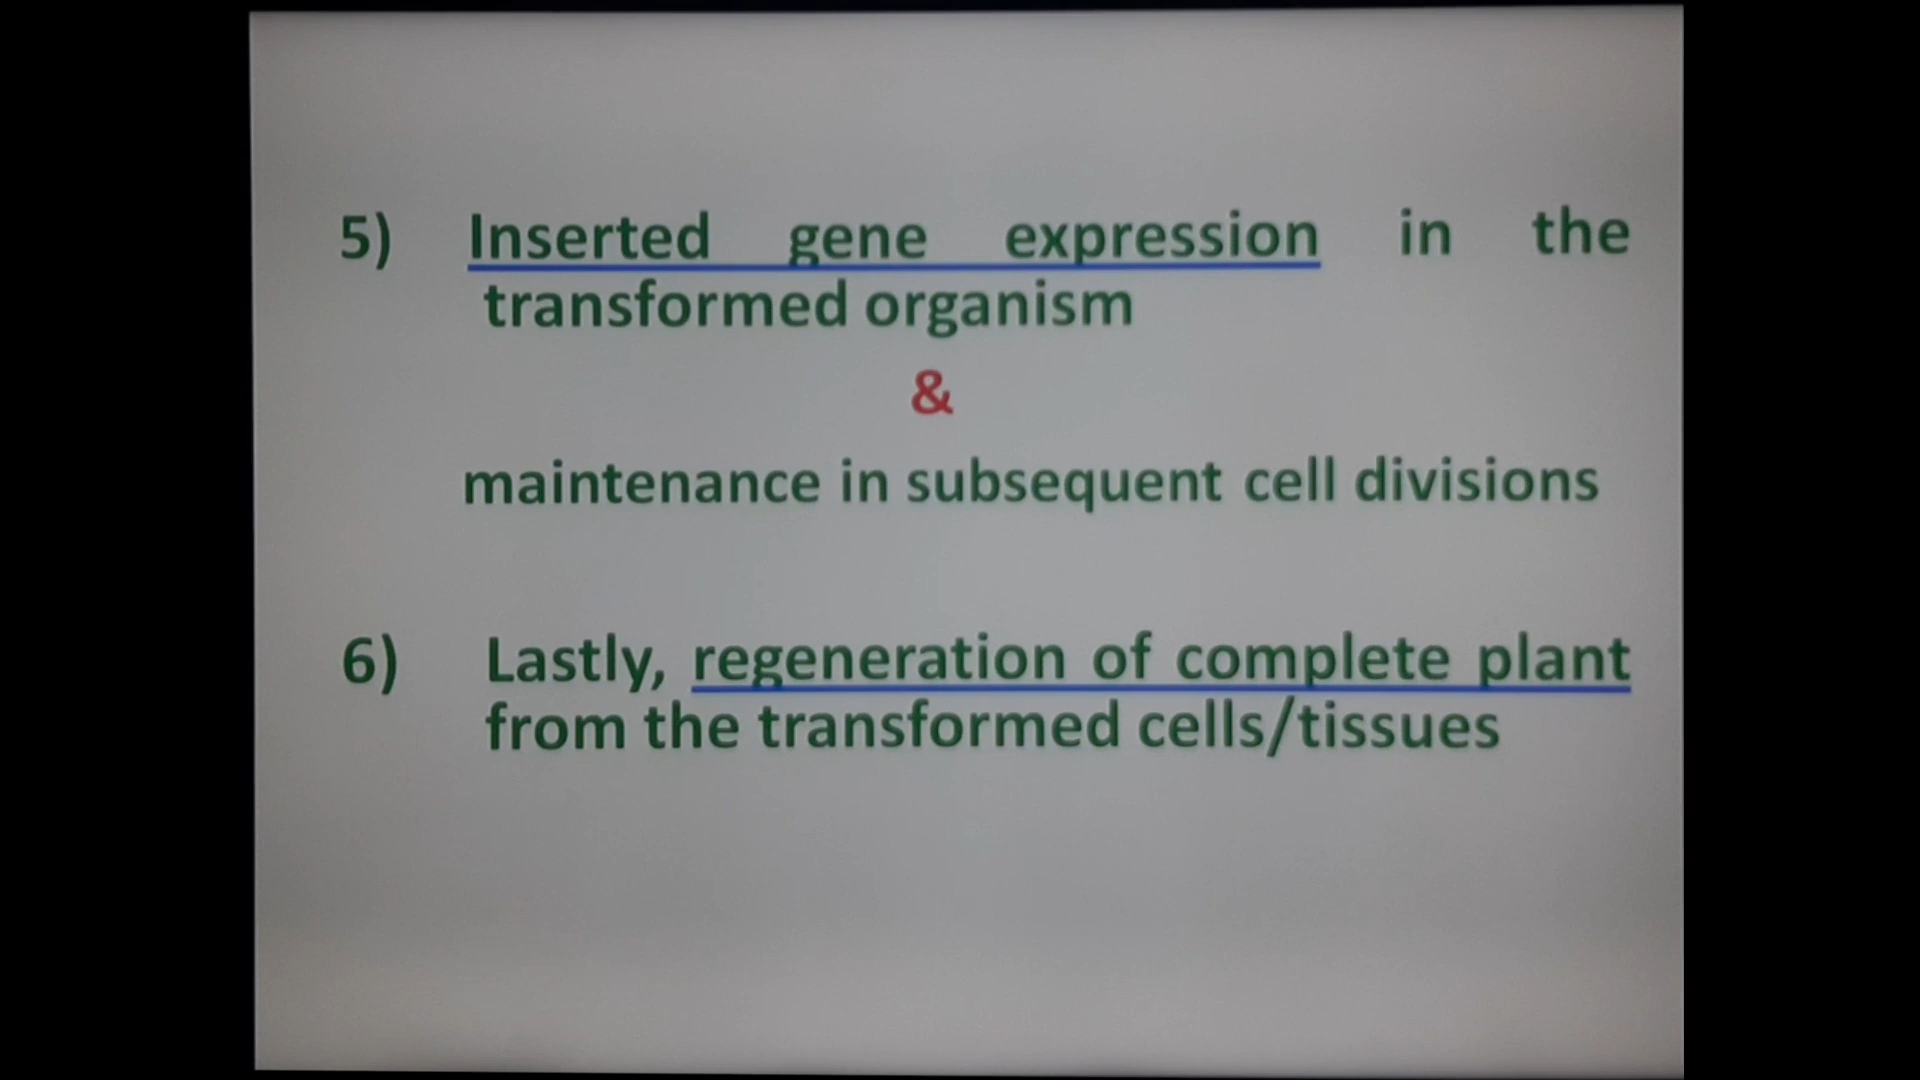 5) Inserted gene expression in the
transformed organism
&
maintenance in subsequent cell divisions
6) Lastly, regeneration of complete plant
from the transformed cells/tissues